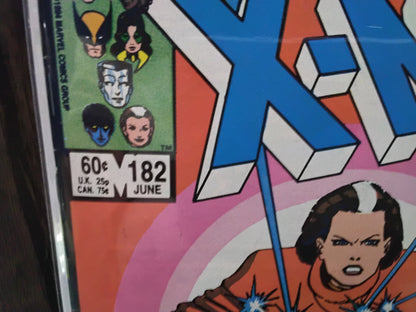 ©1984 MARVEL COMICS GROUP
X-M
TM
60¢
U.K. 25p
CAN. 75¢
M
182
JUNE